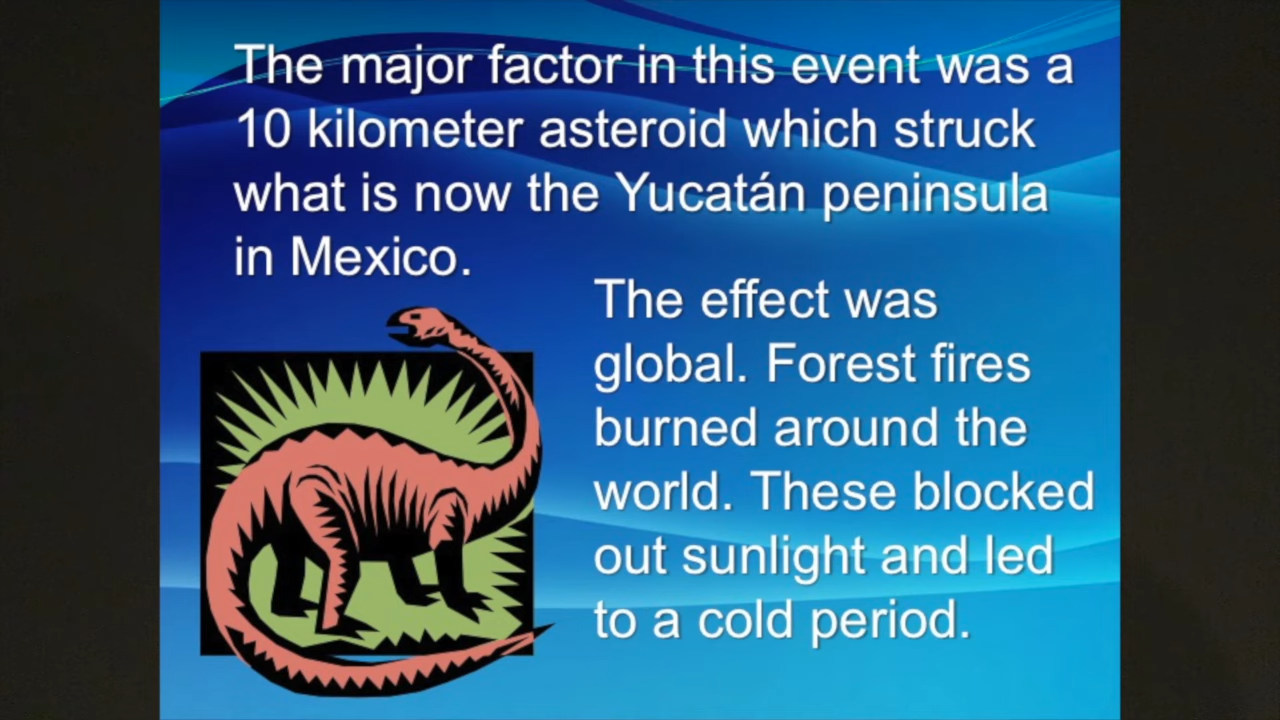 The major factor in this event was a
10 kilometer asteroid which struck
what is now the Yucatán peninsula
in Mexico.
The effect was
global. Forest fires
burned around the
world. These blocked
out sunlight and led
to a cold period.